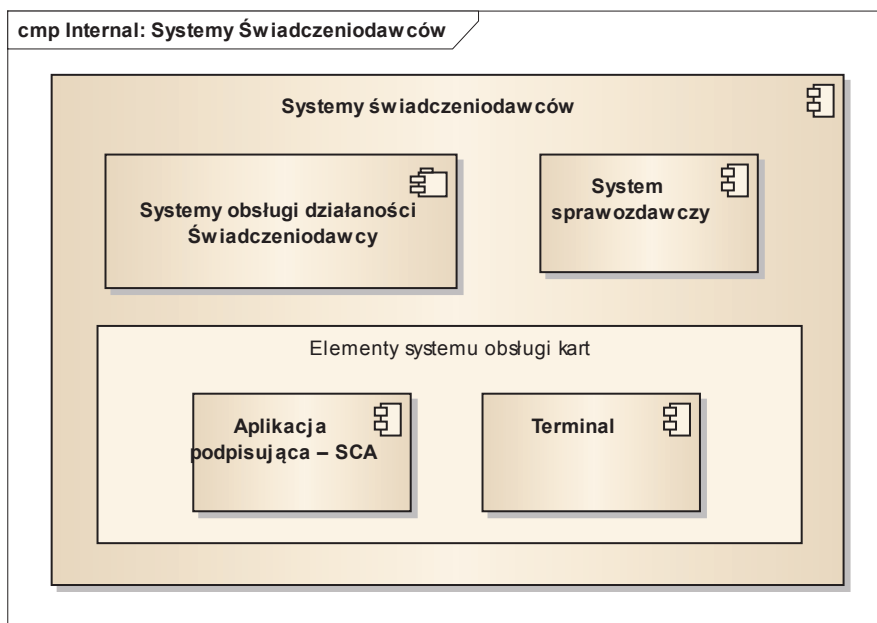 cmp Internal: Systemy Świadczeniodawców
Systemy świadczeniodawców
Systemy obsługi działaności
Świadczeniodawcy
System
sprawozdawczy
Elementy systemu obsługi kart
Aplikacja
podpisująca – SCA
Terminal